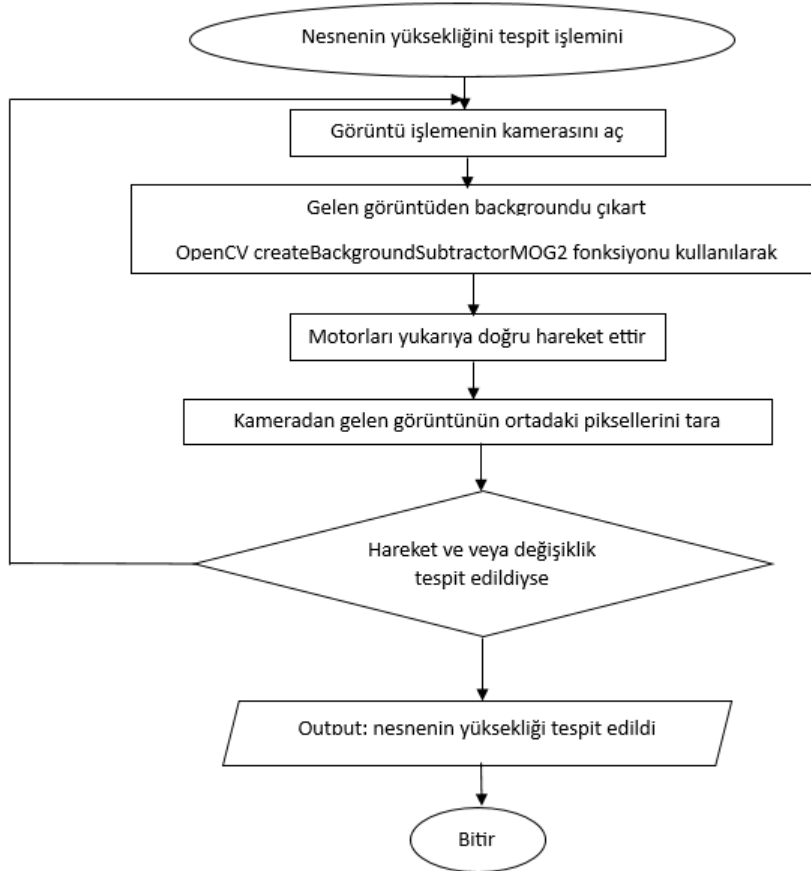 Nesnenin yüksekliğini tespit işlemini
Görüntü işlemenin kamerasını aç
Gelen görüntüden backgroundu çıkart
OpenCV createBackgroundSubtractorMOG2 fonksiyonu kullanılarak
Motorları yukarıya doğru hareket ettir
Kameradan gelen görüntünün ortadaki piksellerini tara
Hareket ve veya değişiklik
tespit edildiyse
Output: nesnenin yüksekliği tespit edildi
Bitir